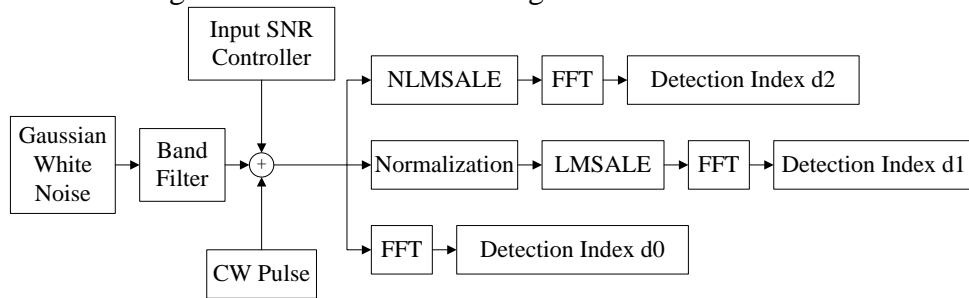 Input SNR
Controller
NLMSALE
FFT
Detection Index d2
Gaussian
White
Noise
Band
Filter
+
Normalization
LMSALE
FFT
Detection Index d1
FFT
Detection Index d0
CW Pulse